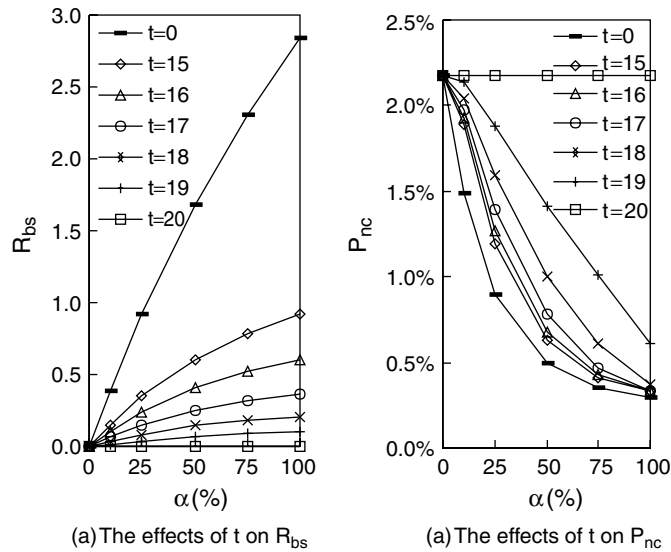 3.0
2.5
2.0
1.5
1.0
0.5
0.0
R_bs
t=0
t=15
t=16
t=17
t=18
t=19
t=20
0 25 50 75 100
α(%)
(a) The effects of t on R_bs
2.5%
2.0%
1.5%
1.0%
0.5%
0.0%
P_nc
t=0
t=15
t=16
t=17
t=18
t=19
t=20
0 25 50 75 100
α(%)
(a) The effects of t on P_nc